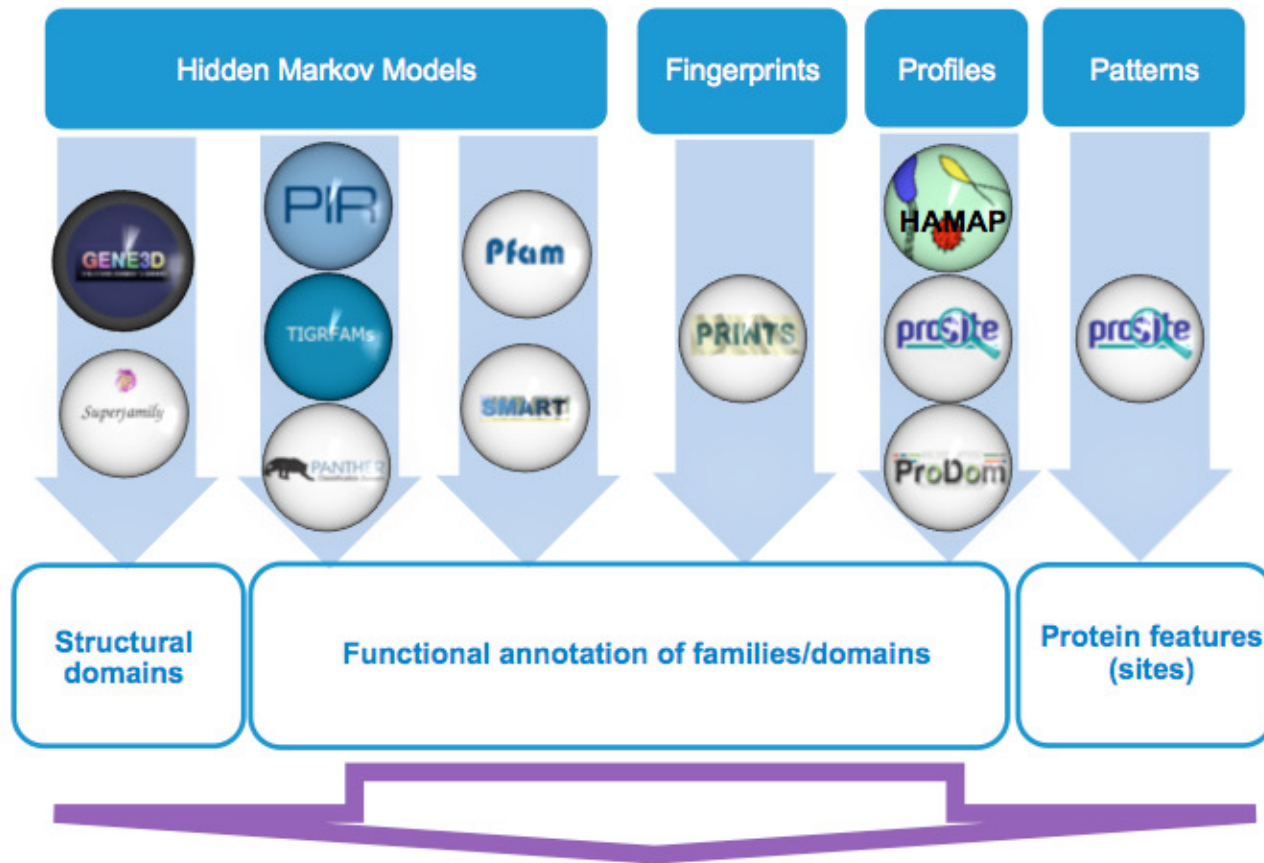 Hidden Markov Models
Fingerprints
Profiles
Patterns
GENE3D
Superfamily
PIR
TIGRFAMs
PANTHER
Pfam
SMART
PRINTS
HAMAP
prosite
ProDom
prosite
Structural
domains
Functional annotation of families/domains
Protein features
(sites)